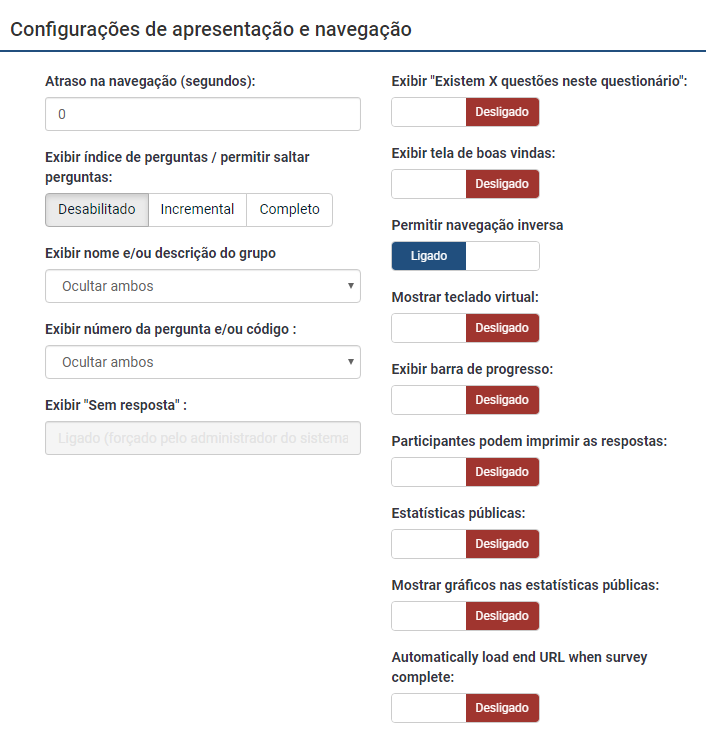 Configurações de apresentação e navegação
Atraso na navegação (segundos):
0
Exibir índice de perguntas / permitir saltar
perguntas:
Desabilitado Incremental Completo
Exibir nome e/ou descrição do grupo
Ocultar ambos
Exibir número da pergunta e/ou código :
Ocultar ambos
Exibir "Sem resposta" :
Ligado (forçado pelo administrador do sistema
Exibir "Existem X questões neste questionário":
Desligado
Exibir tela de boas vindas:
Desligado
Permitir navegação inversa
Ligado
Mostrar teclado virtual:
Desligado
Exibir barra de progresso:
Desligado
Participantes podem imprimir as respostas:
Desligado
Estatísticas públicas:
Desligado
Mostrar gráficos nas estatísticas públicas:
Desligado
Automatically load end URL when survey
complete:
Desligado